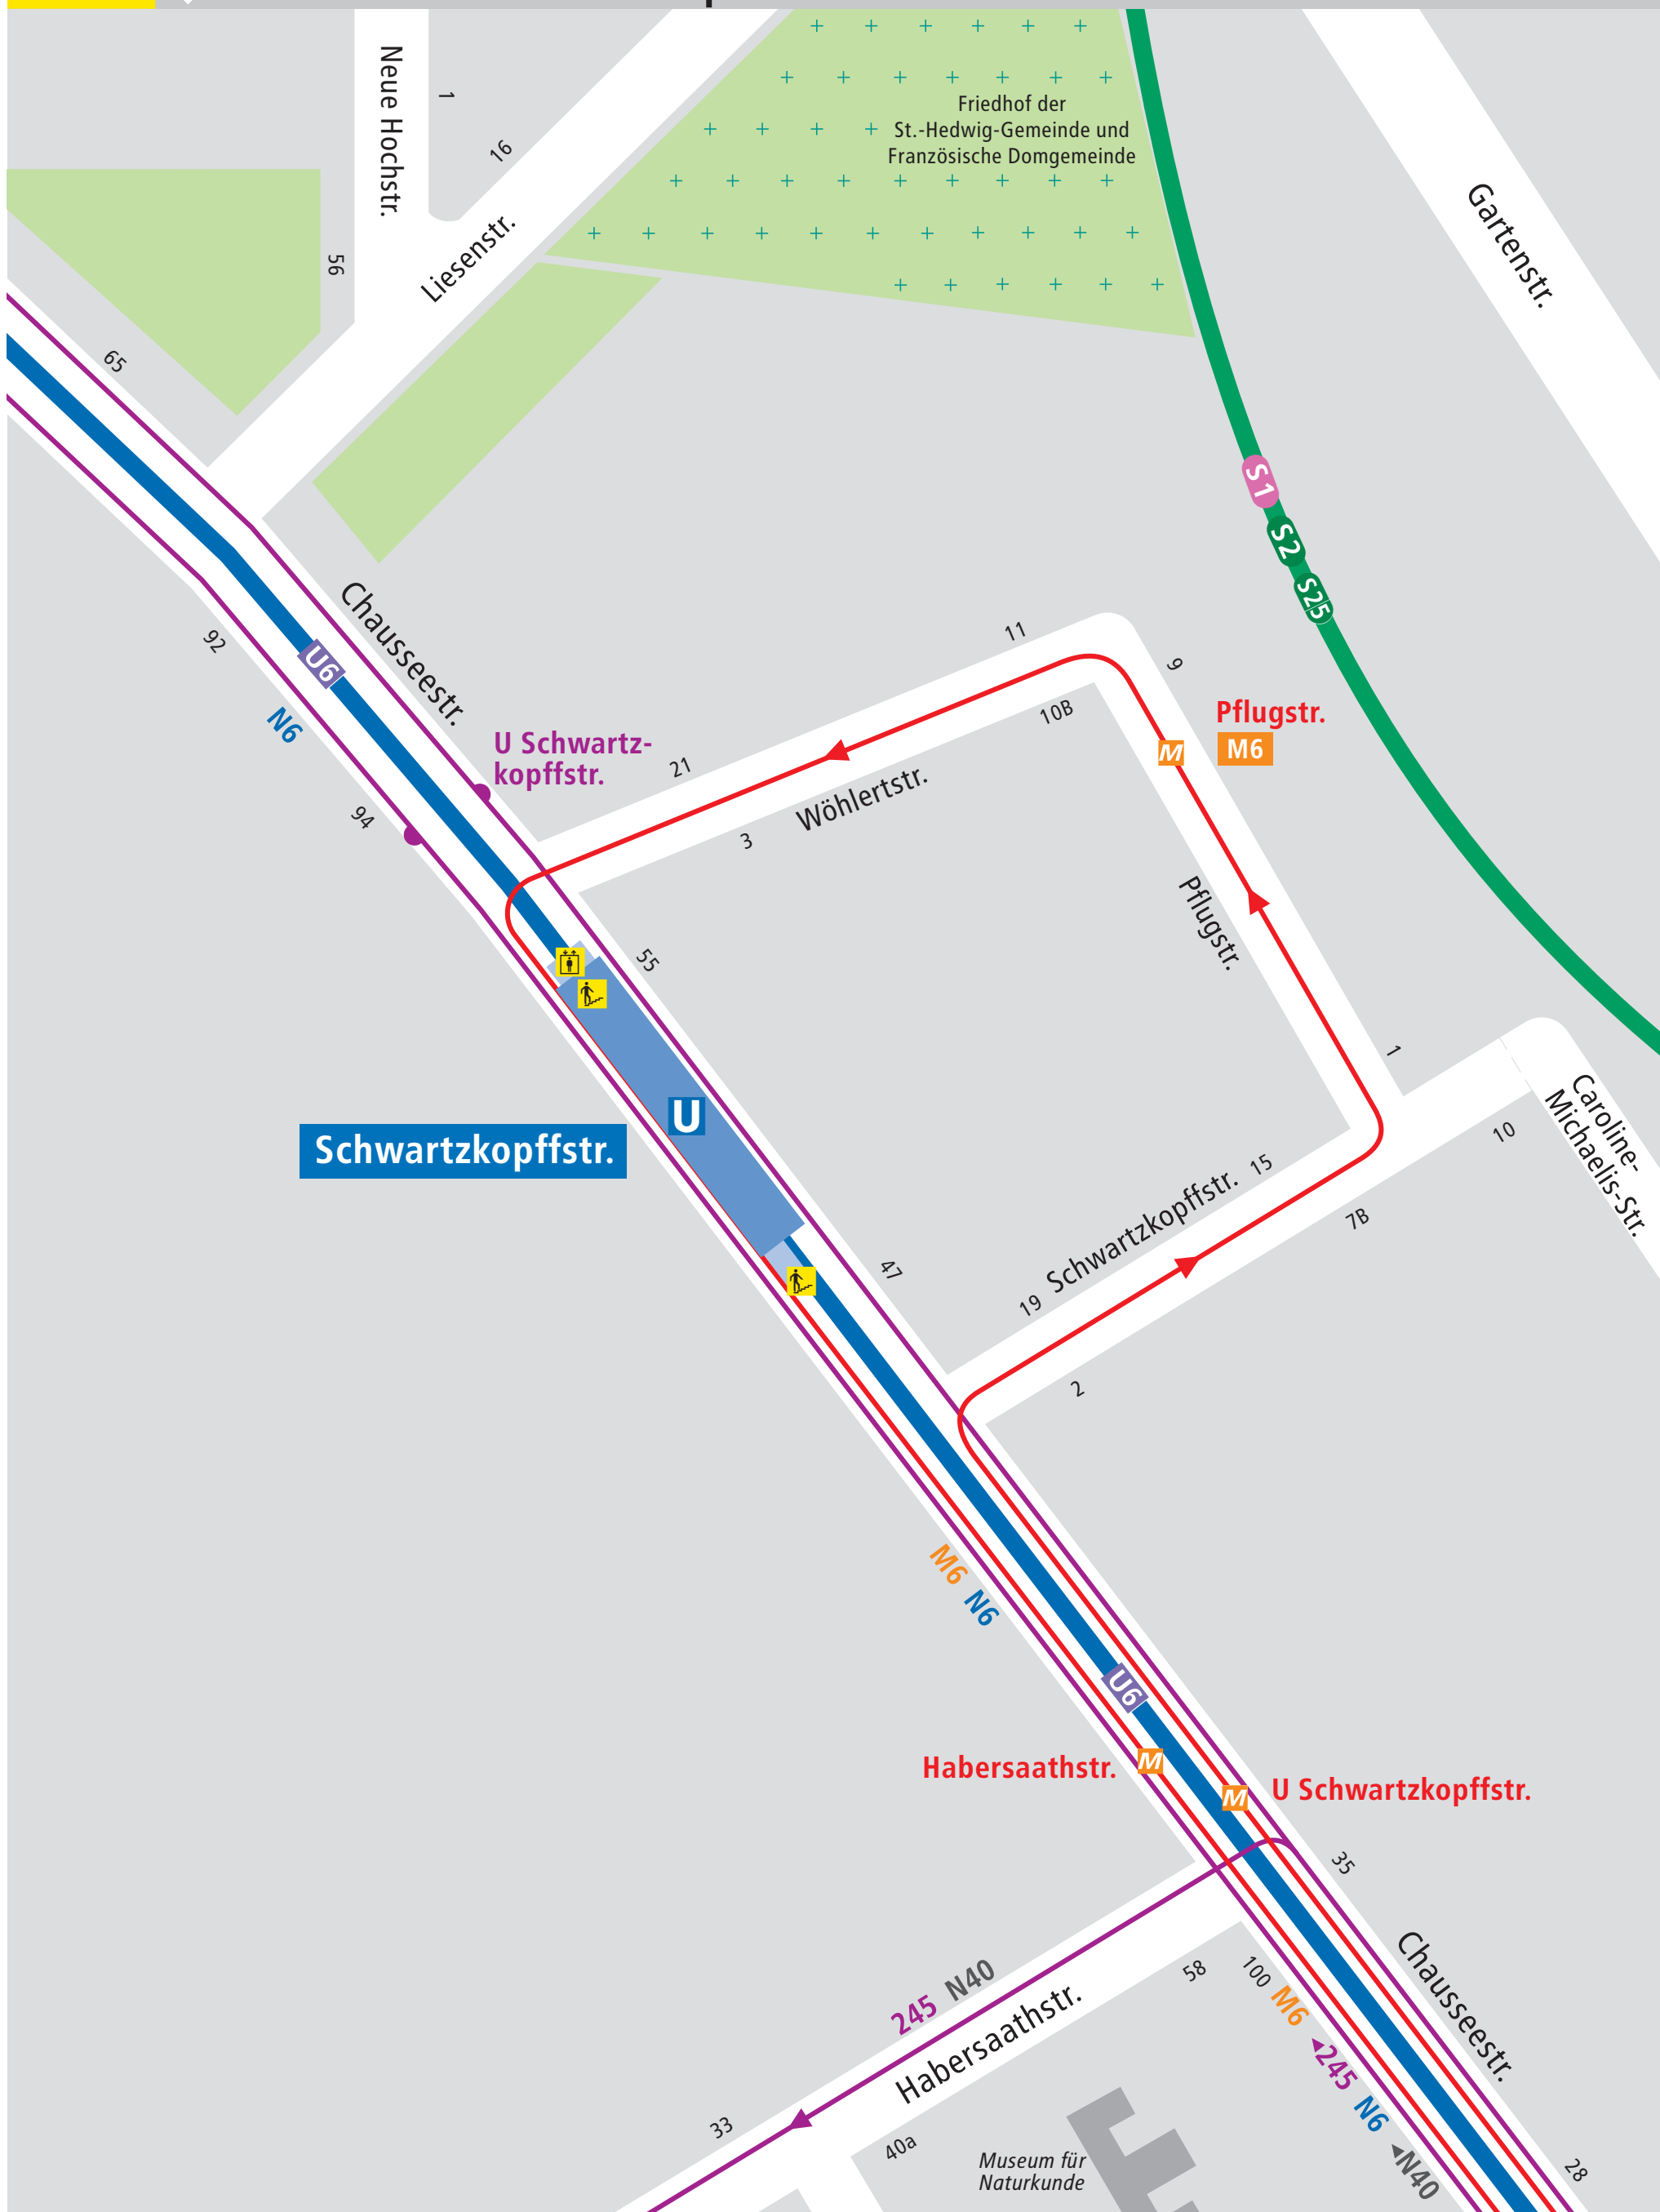 Neue Hochstr.
1
16
Friedhof der
St.-Hedwig-Gemeinde und
Französische Domgemeinde
Gartenstr.
Liesenstr.
56
65
S1
S2
S25
Chausseestr.
92
U6
N6
11
9
10B
Pflugstr.
M6
M
U Schwartz-
kopffstr.
21
Wöhlertstr.
3
94
Pflugstr.
55
1
Caroline-
Michaelis-Str.
10
U
Schwartzkopffstr.
15
Schwartzkopffstr.
19
7B
47
2
M6 N6
U6
Habersaathstr.
M
M
U Schwartzkopffstr.
35
Chausseestr.
58
100
M6
245
N6
N40
245 N40
Habersaathstr.
33
40a
Museum für
Naturkunde
28